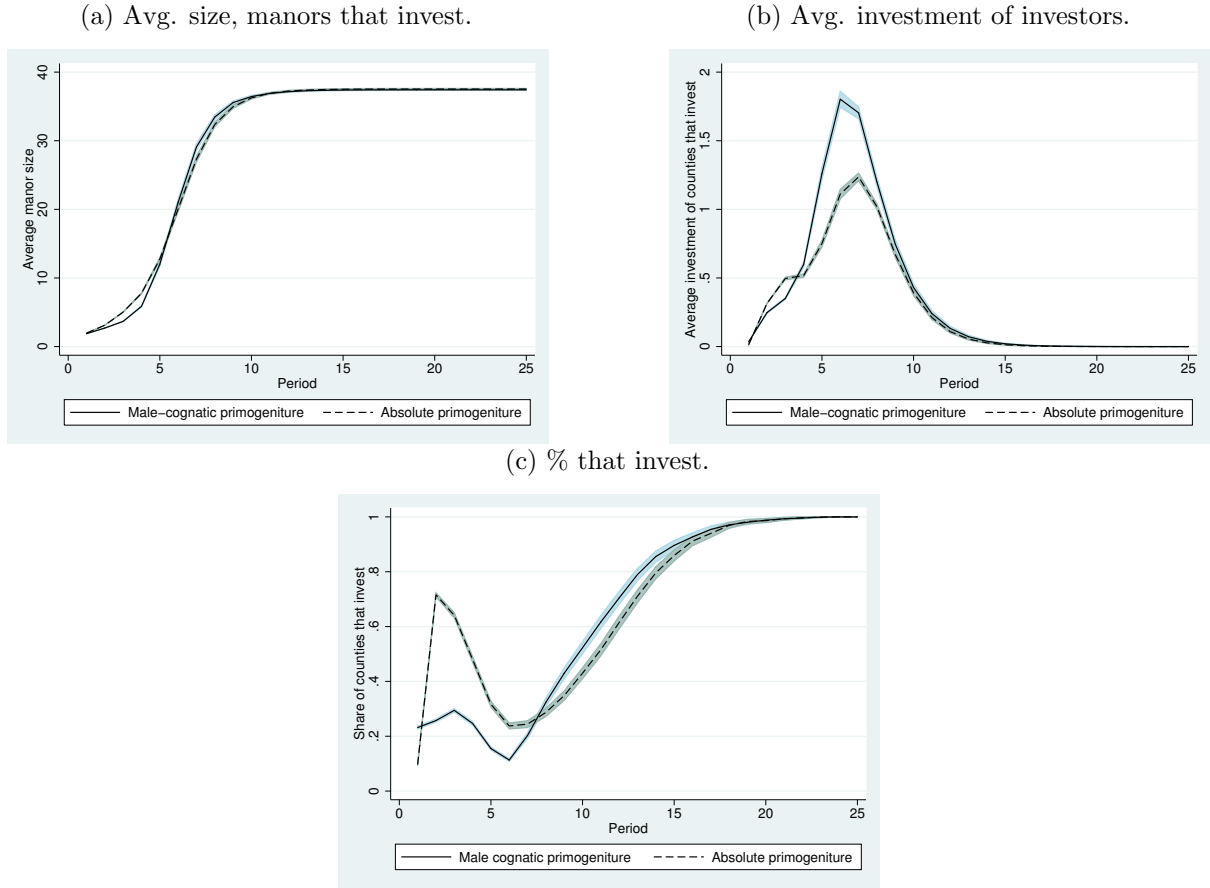 (a) Avg. size, manors that invest.
Average manor size
40
30
20
10
0
0 5 10 15 20 25
Period
Male−cognatic primogeniture Absolute primogeniture
(b) Avg. investment of investors.
Average investment of counties that invest
2
1.5
1
.5
0
0 5 10 15 20 25
Period
Male−cognatic primogeniture Absolute primogeniture
(c) % that invest.
Share of counties that invest
1
.8
.6
.4
.2
0
0 5 10 15 20 25
Period
Male cognatic primogeniture Absolute primogeniture